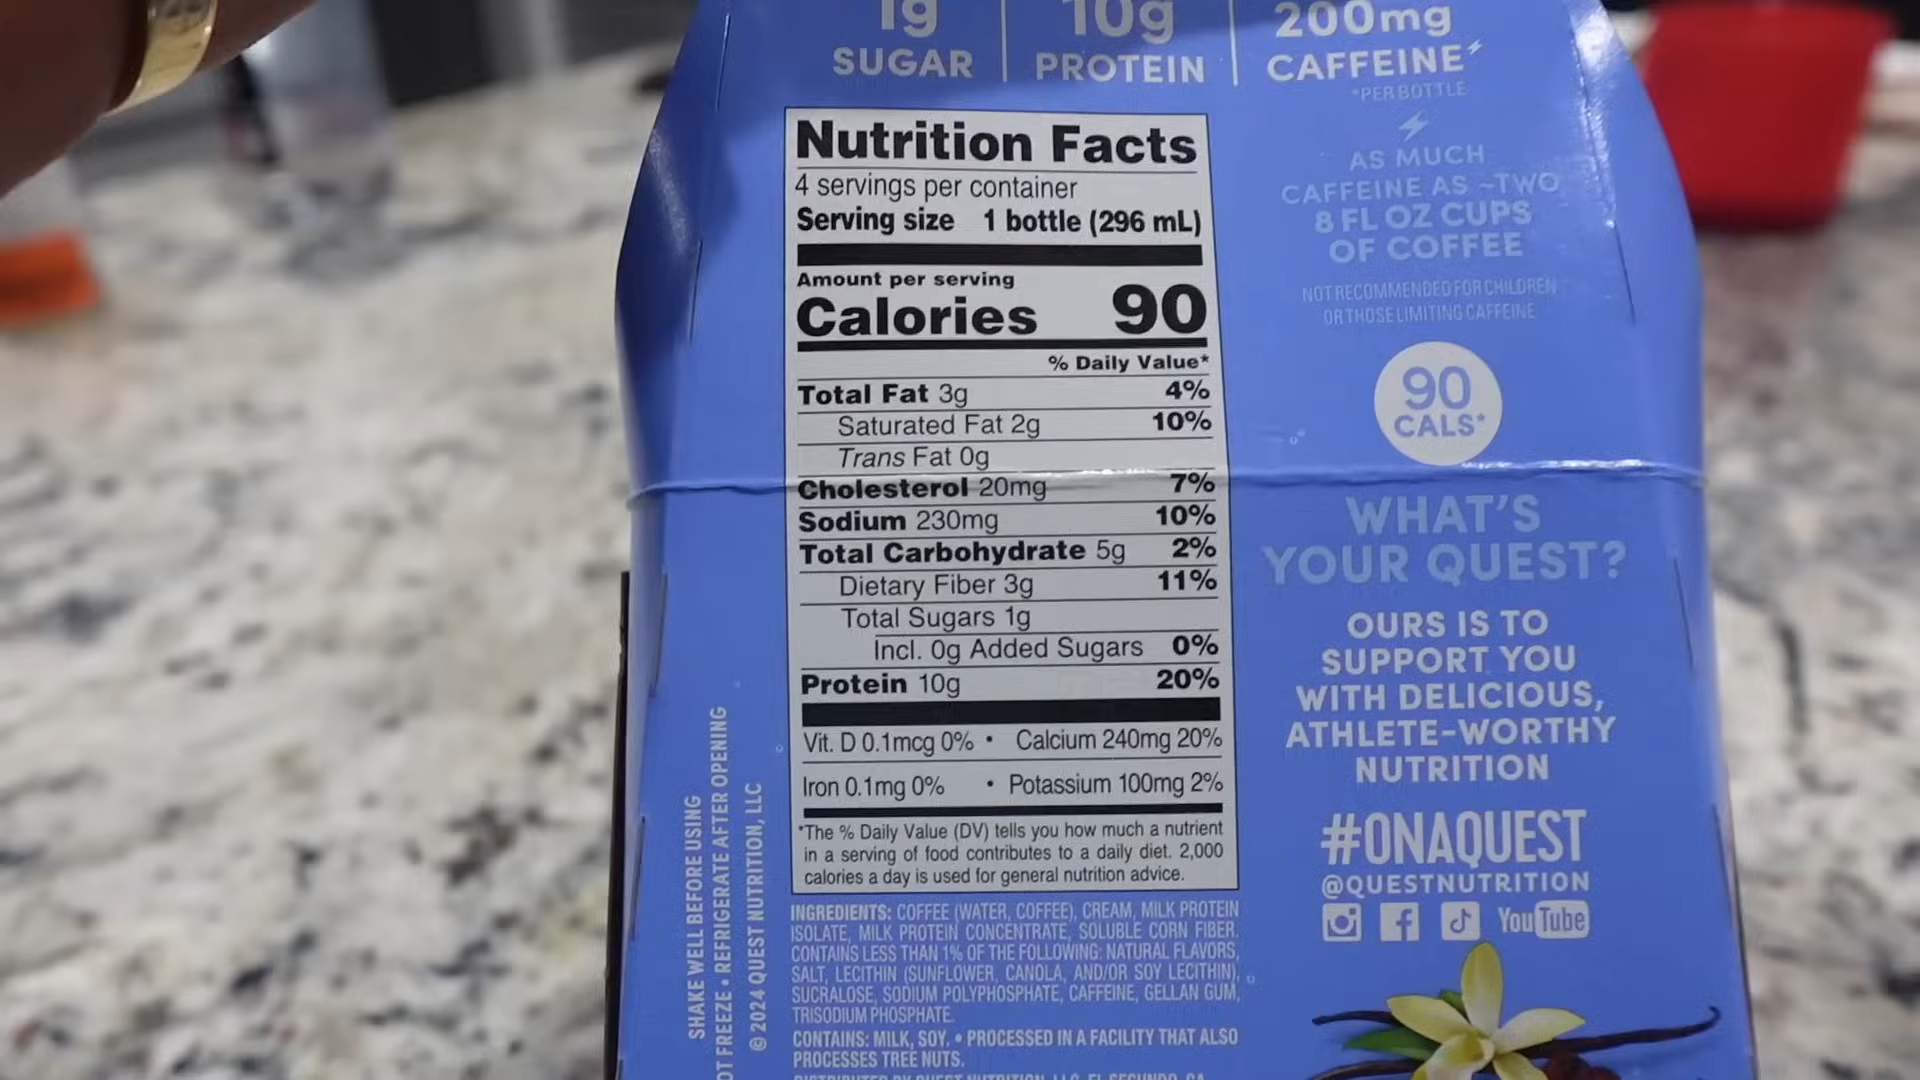 1g
SUGAR
10g
PROTEIN
200mg
CAFFEINE
*PER BOTTLE
Nutrition Facts
4 servings per container
Serving size 1 bottle (296 mL)
Amount per serving
Calories 90
% Daily Value*
Total Fat 3g 4%
Saturated Fat 2g 10%
Trans Fat 0g
Cholesterol 20mg 7%
Sodium 230mg 10%
Total Carbohydrate 5g 2%
Dietary Fiber 3g 11%
Total Sugars 1g
Incl. 0g Added Sugars 0%
Protein 10g 20%
Vit. D 0.1mcg 0% • Calcium 240mg 20%
Iron 0.1mg 0% • Potassium 100mg 2%
*The % Daily Value (DV) tells you how much a nutrient
in a serving of food contributes to a daily diet. 2,000
calories a day is used for general nutrition advice.
INGREDIENTS: COFFEE (WATER, COFFEE), CREAM, MILK PROTEIN
ISOLATE, MILK PROTEIN CONCENTRATE, SOLUBLE CORN FIBER.
CONTAINS LESS THAN 1% OF THE FOLLOWING: NATURAL FLAVORS,
SALT, LECITHIN (SUNFLOWER, CANOLA, AND/OR SOY LECITHIN),
SUCRALOSE, SODIUM POLYPHOSPHATE, CAFFEINE, GELLAN GUM,
TRISODIUM PHOSPHATE.
CONTAINS: MILK, SOY. • PROCESSED IN A FACILITY THAT ALSO
PROCESSES TREE NUTS.
DISTRIBUTED BY QUEST NUTRITION, LLC, EL SEGUNDO, CA
SHAKE WELL BEFORE USING
FREEZE • REFRIGERATE AFTER OPENING
© 2024 QUEST NUTRITION, LLC
AS MUCH
CAFFEINE AS ~TWO
8 FL OZ CUPS
OF COFFEE
NOT RECOMMENDED FOR CHILDREN
OR THOSE LIMITING CAFFEINE
90
CALS*
WHAT'S
YOUR QUEST?
OURS IS TO
SUPPORT YOU
WITH DELICIOUS,
ATHLETE-WORTHY
NUTRITION
#ONAQUEST
@QUESTNUTRITION
YouTube